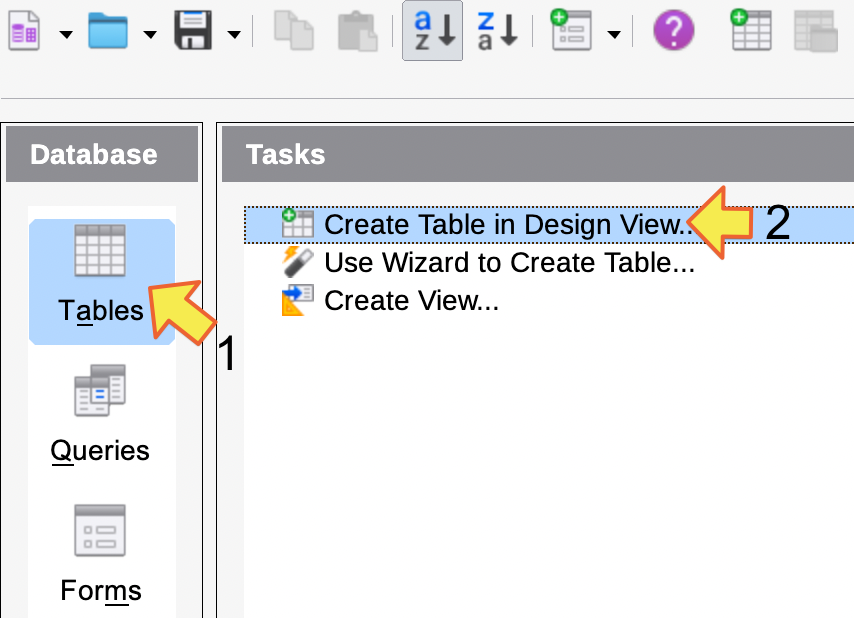 a
z
z
a
?
Database
Tasks
Tables
Queries
Forms
Create Table in Design View..
2
Use Wizard to Create Table...
Create View...
1